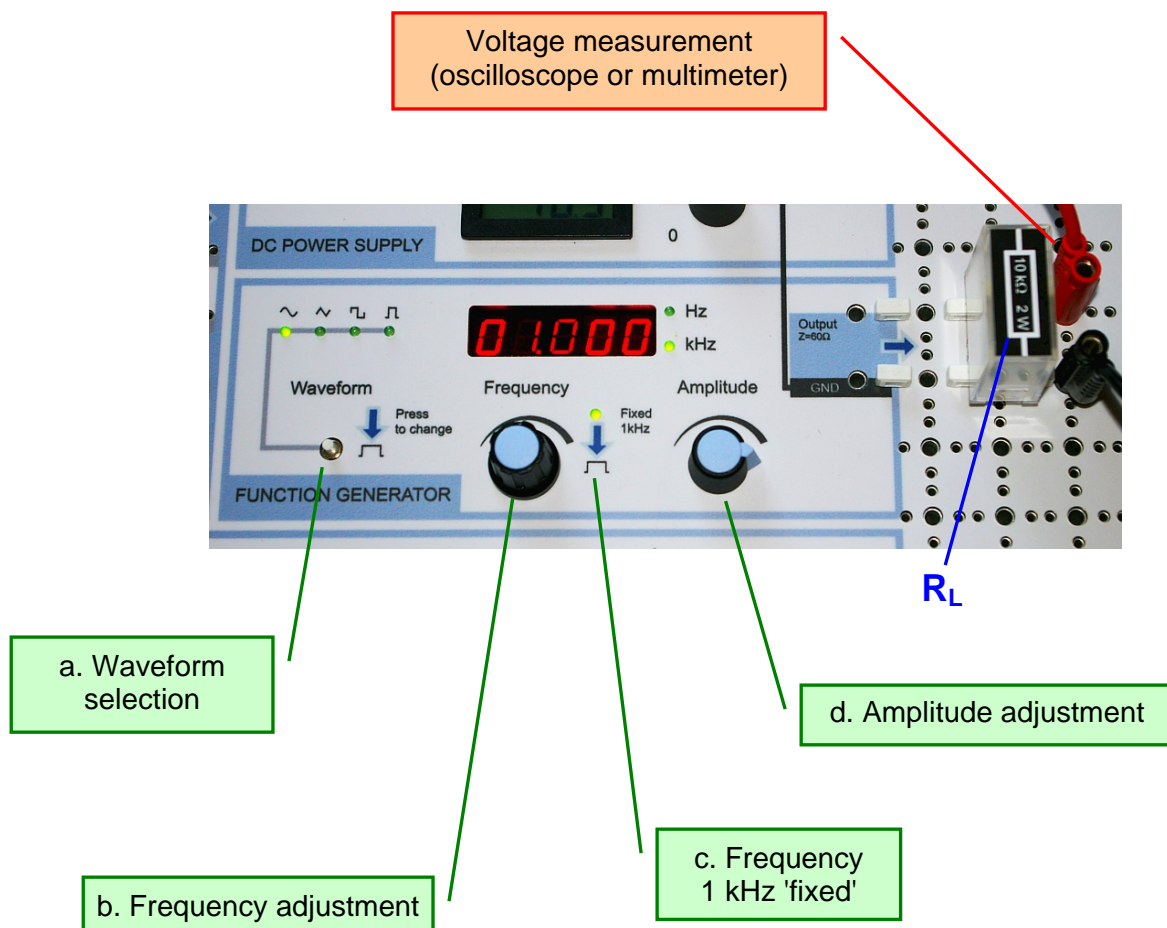 Voltage measurement
(oscilloscope or multimeter)
DC POWER SUPPLY
0
Hz
kHz
01.000
Output
Z=60Ω
GND
10 kΩ 2 W
Waveform
Press
to change
Frequency
Fixed
1kHz
Amplitude
FUNCTION GENERATOR
RL
a. Waveform
selection
d. Amplitude adjustment
c. Frequency
1 kHz 'fixed'
b. Frequency adjustment